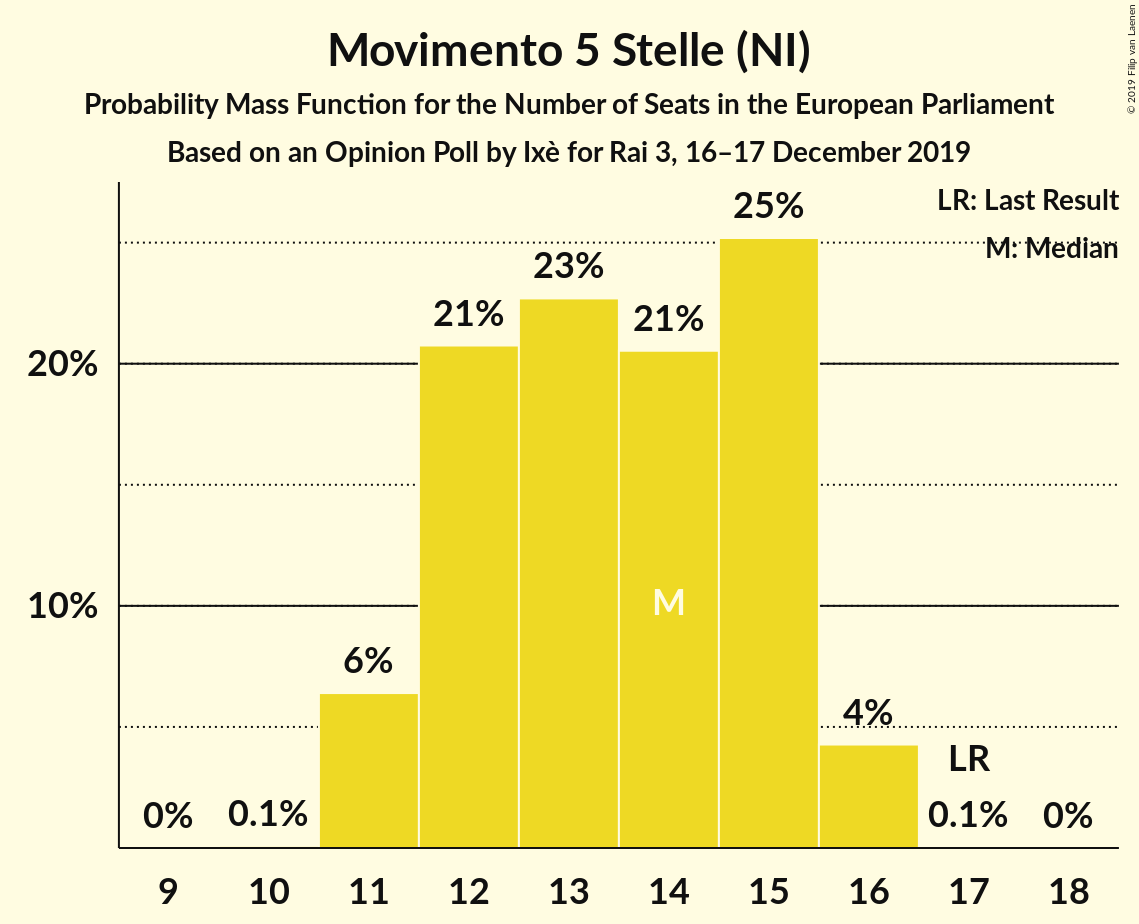 Movimento 5 Stelle (NI)
Probability Mass Function for the Number of Seats in the European Parliament
Based on an Opinion Poll by Ixè for Rai 3, 16–17 December 2019
© 2019 Filip van Laenen
LR: Last Result
M: Median
25%
23%
21%
21%
20%
M
10%
6%
4%
LR
0%
0.1%
0.1%
0%
9 10 11 12 13 14 15 16 17 18